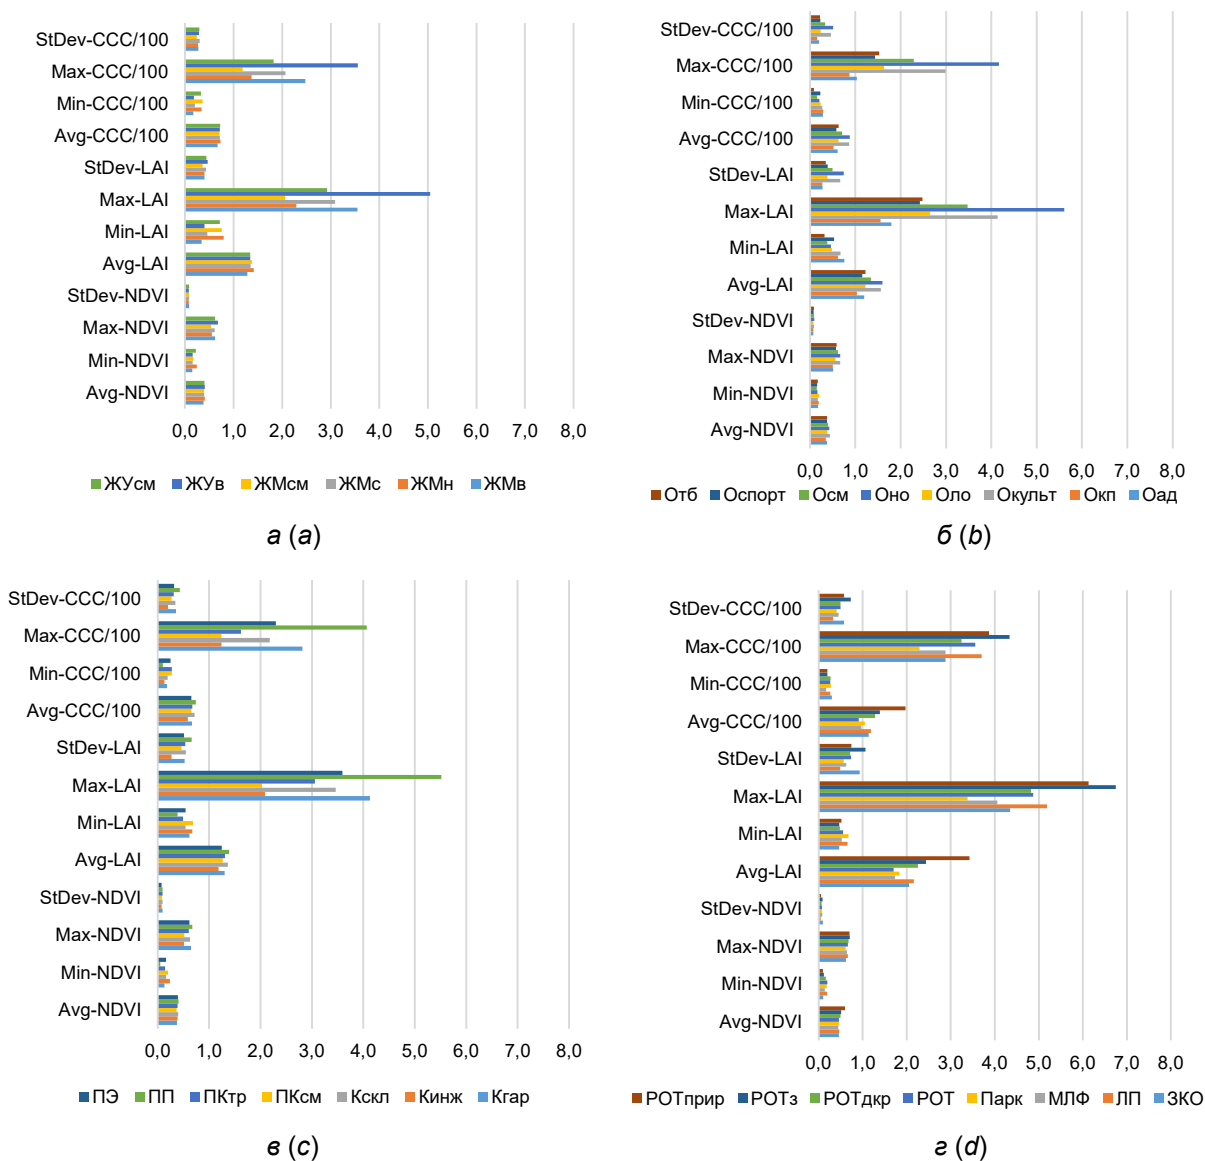 StDev-CCC/100
Max-CCC/100
Min-CCC/100
Avg-CCC/100
StDev-LAI
Max-LAI
Min-LAI
Avg-LAI
StDev-NDVI
Max-NDVI
Min-NDVI
Avg-NDVI
0,0 1,0 2,0 3,0 4,0 5,0 6,0 7,0 8,0
ЖУсм ЖУв ЖМсм ЖМс ЖМн ЖМв
а (a)
StDev-CCC/100
Max-CCC/100
Min-CCC/100
Avg-CCC/100
StDev-LAI
Max-LAI
Min-LAI
Avg-LAI
StDev-NDVI
Max-NDVI
Min-NDVI
Avg-NDVI
0,0 1,0 2,0 3,0 4,0 5,0 6,0 7,0 8,0
Отб Оспорт Осм Оно Оло Окульт Окп Оад
б (b)
StDev-CCC/100
Max-CCC/100
Min-CCC/100
Avg-CCC/100
StDev-LAI
Max-LAI
Min-LAI
Avg-LAI
StDev-NDVI
Max-NDVI
Min-NDVI
Avg-NDVI
0,0 1,0 2,0 3,0 4,0 5,0 6,0 7,0 8,0
ПЭ ПП ПКтр ПКсм Кскл Кинж Кгар
в (c)
StDev-CCC/100
Max-CCC/100
Min-CCC/100
Avg-CCC/100
StDev-LAI
Max-LAI
Min-LAI
Avg-LAI
StDev-NDVI
Max-NDVI
Min-NDVI
Avg-NDVI
0,0 1,0 2,0 3,0 4,0 5,0 6,0 7,0 8,0
РОТприр РОТз РОТдкр РОТ Парк МЛФ ЛП ЗКО
г (d)